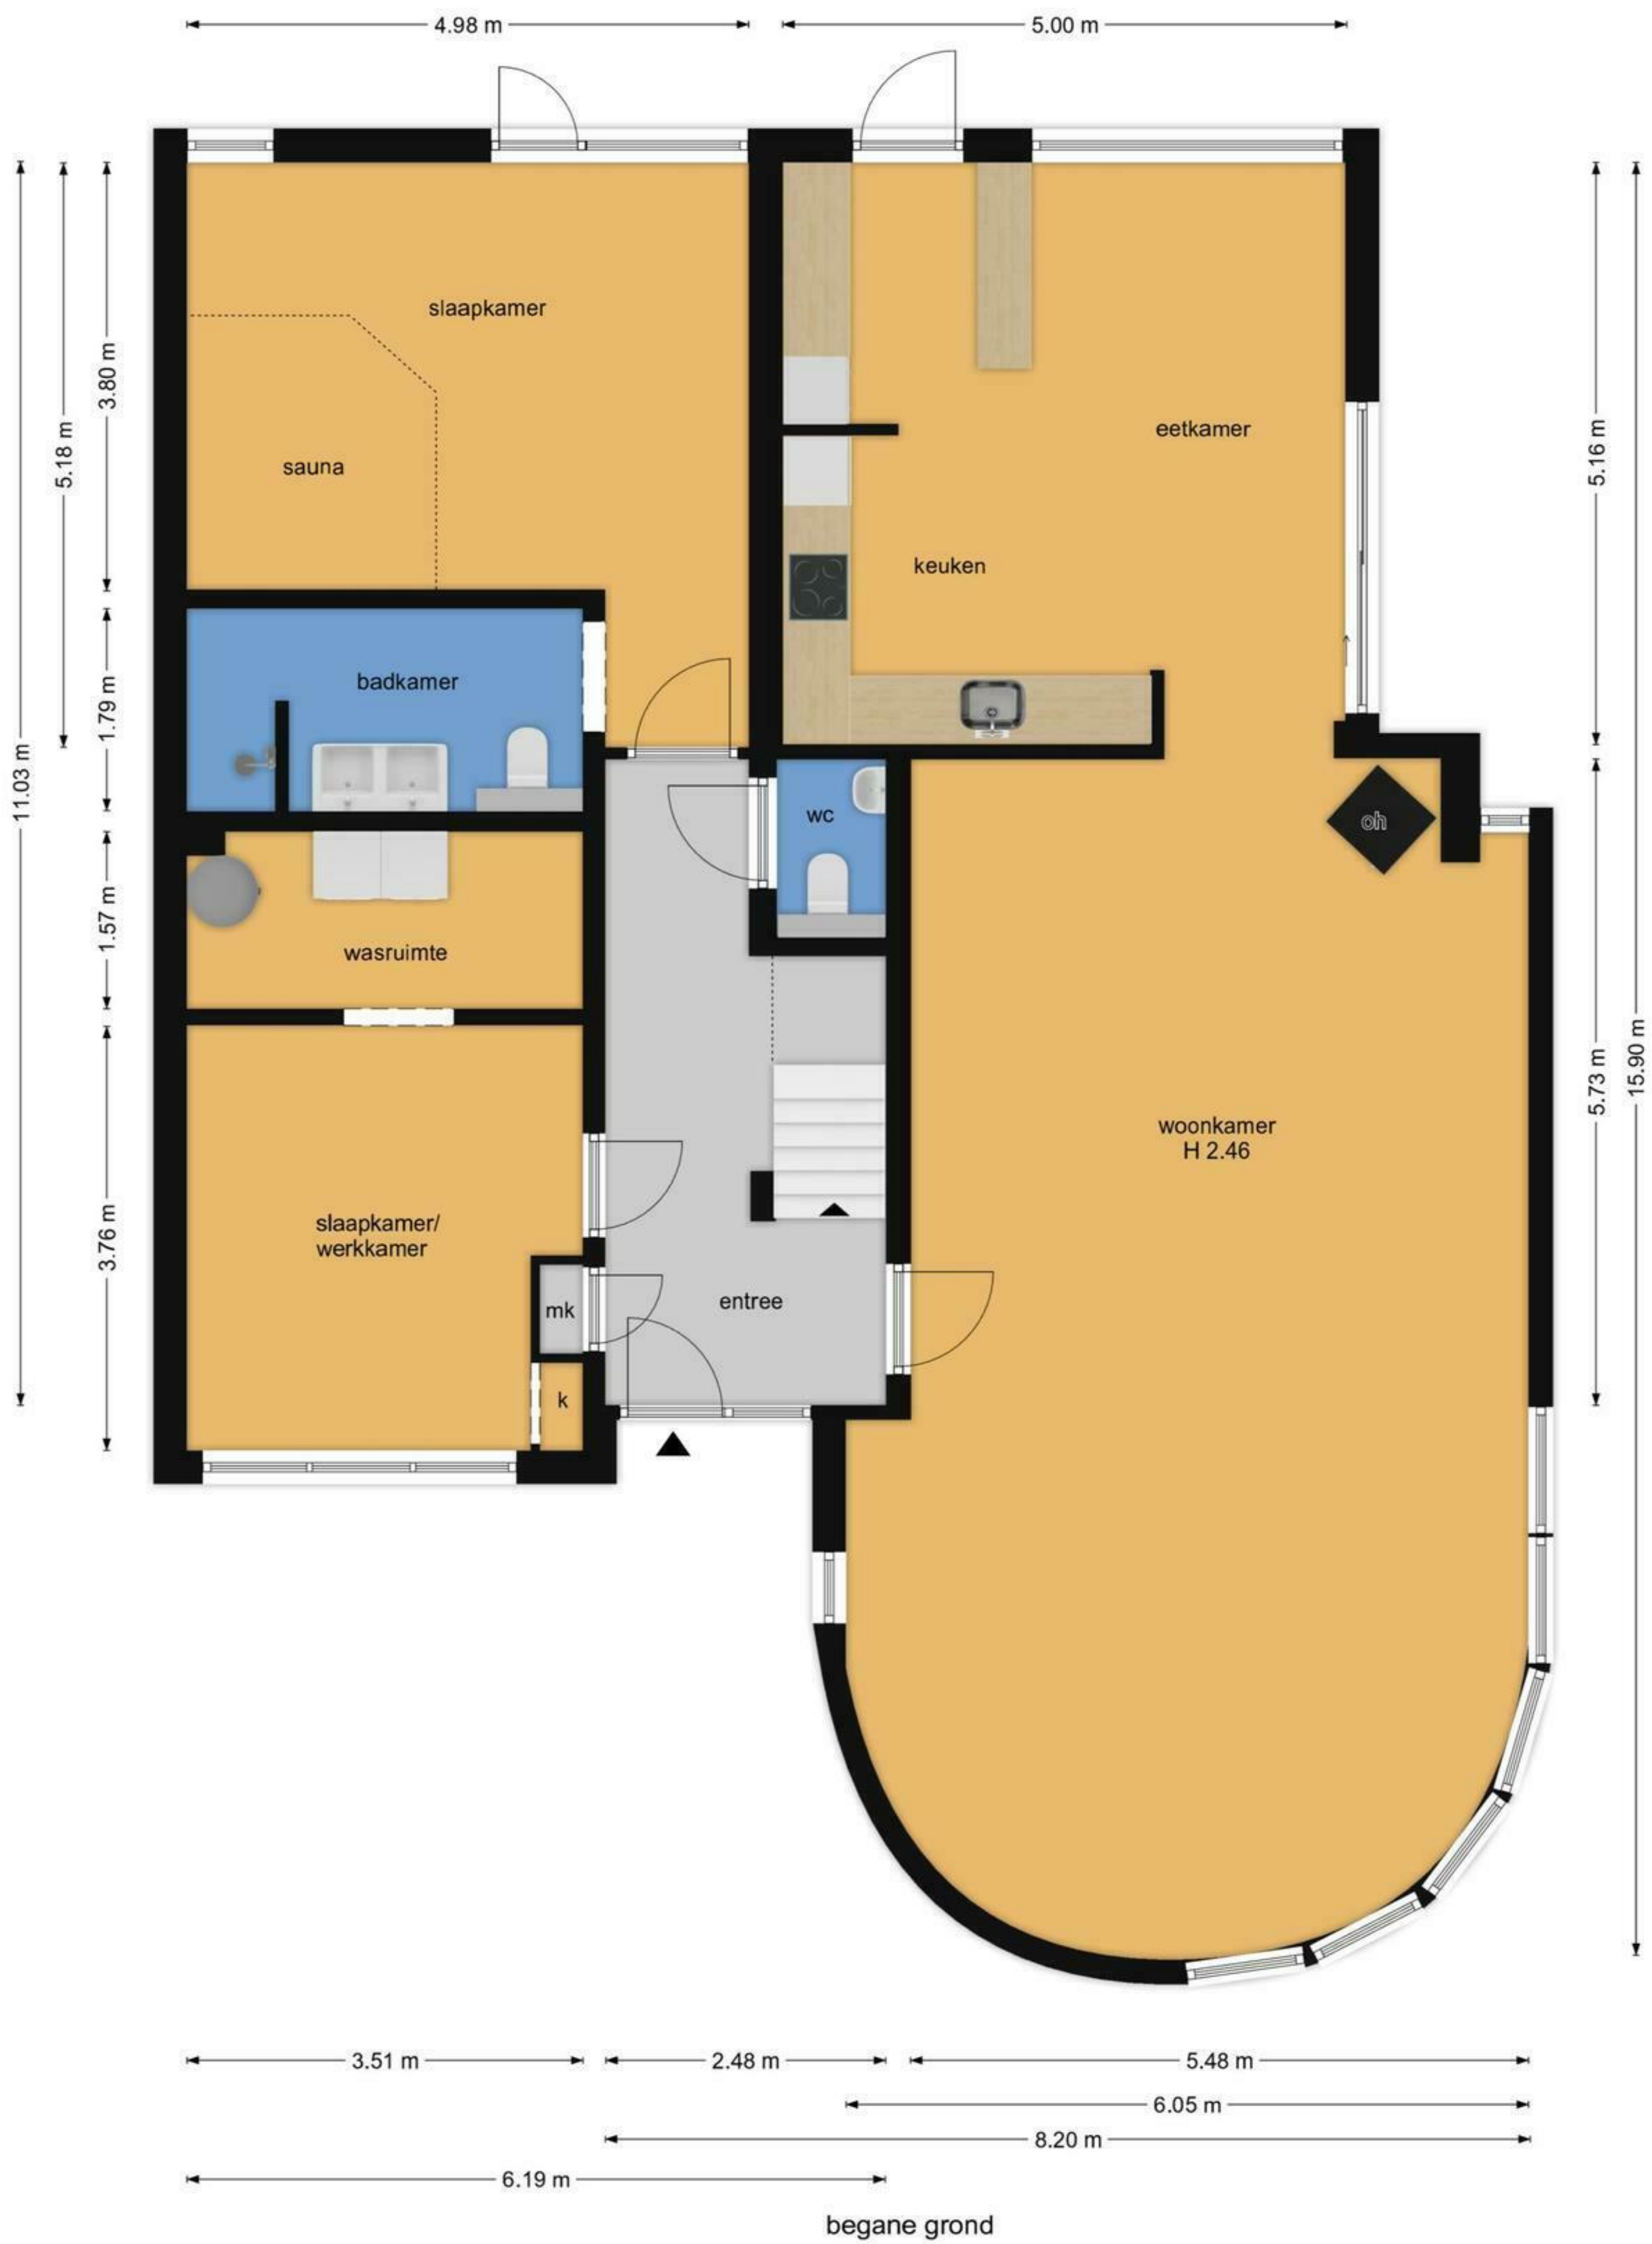 4.98 m
5.00 m
slaapkamer
sauna
3.80 m
5.18 m
11.03 m
eetkamer
keuken
5.16 m
badkamer
1.79 m
wc
oh
wasruimte
1.57 m
woonkamer
H 2.46
5.73 m
15.90 m
slaapkamer/
werkkamer
3.76 m
mk
entree
k
3.51 m
2.48 m
5.48 m
6.05 m
8.20 m
6.19 m
begane grond